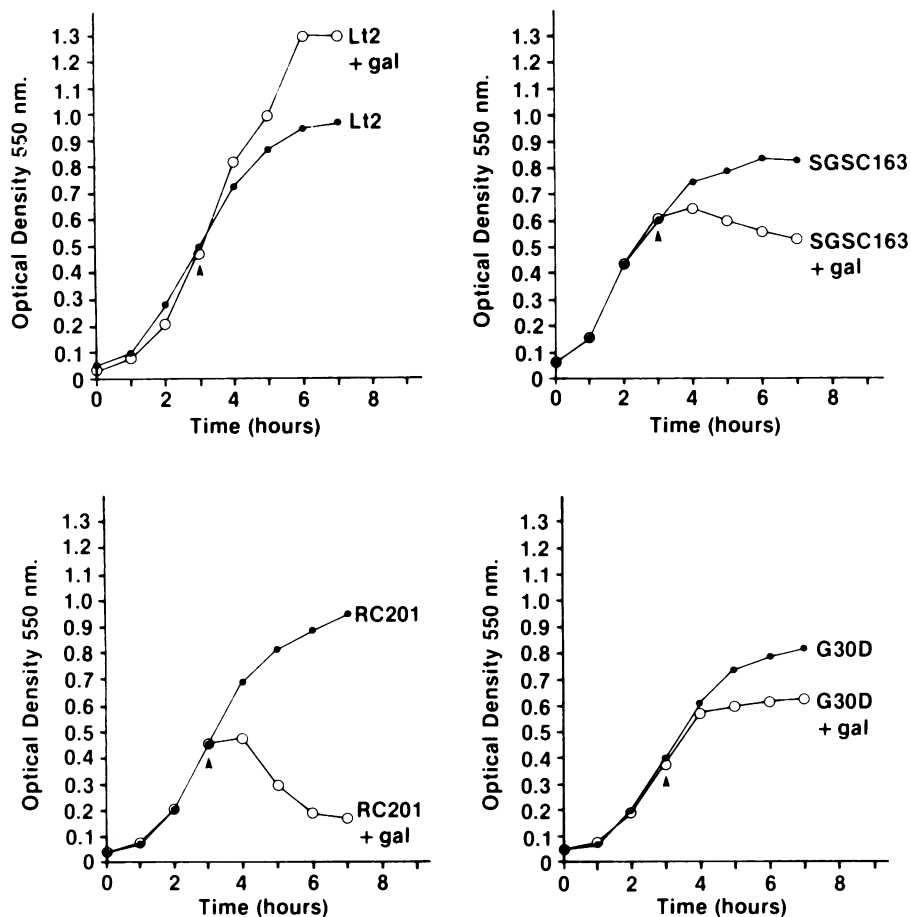 Optical Density 550 nm.
1.3
1.2
1.1
1.0
0.9
0.8
0.7
0.6
0.5
0.4
0.3
0.2
0.1
0
0 2 4 6 8
Time (hours)
Lt2
+ gal
Lt2
Optical Density 550 nm.
1.3
1.2
1.1
1.0
0.9
0.8
0.7
0.6
0.5
0.4
0.3
0.2
0.1
0
0 2 4 6 8
Time (hours)
SGSC163
SGSC163
+ gal
Optical Density 550 nm.
1.3
1.2
1.1
1.0
0.9
0.8
0.7
0.6
0.5
0.4
0.3
0.2
0.1
0
0 2 4 6 8
Time (hours)
RC201
RC201
+ gal
Optical Density 550 nm.
1.3
1.2
1.1
1.0
0.9
0.8
0.7
0.6
0.5
0.4
0.3
0.2
0.1
0
0 2 4 6 8
Time (hours)
G30D
G30D
+ gal